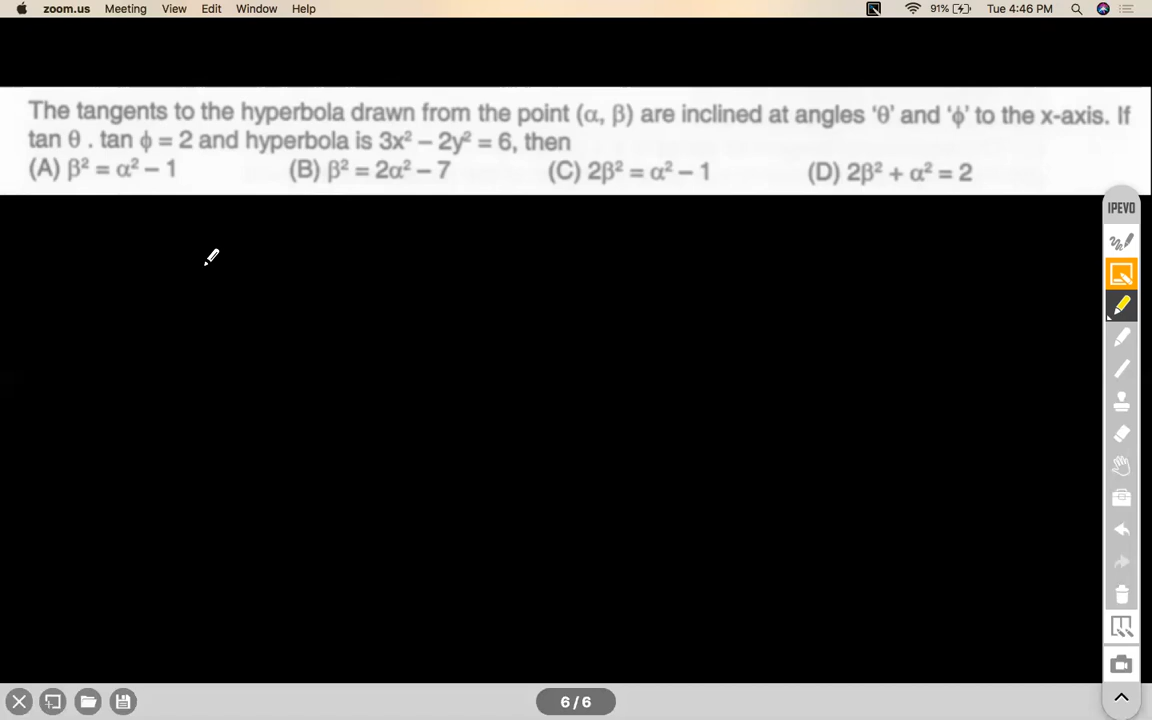 zoom.us Meeting View Edit Window Help 91% Tue 4:46 PM
The tangents to the hyperbola drawn from the point (α, β) are inclined at angles ‘θ’ and ‘ϕ’ to the x-axis. If
tan θ . tan ϕ = 2 and hyperbola is 3x² – 2y² = 6, then
(A) β² = α² – 1 (B) β² = 2α² – 7 (C) 2β² = α² – 1 (D) 2β² + α² = 2
IPEVO
6 / 6